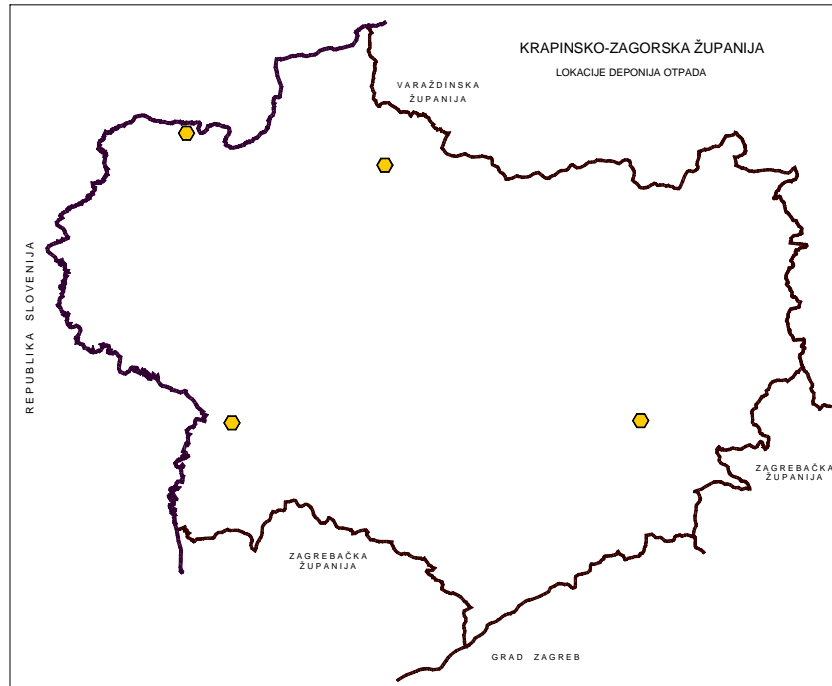 KRAPINSKO-ZAGORSKA ŽUPANIJA
LOKACIJE DEPONIJA OTPADA
VARAŽDINSKA
ŽUPANIJA
REPUBLIKA SLOVENIJA
ZAGREBAČKA
ŽUPANIJA
ZAGREBAČKA
ŽUPANIJA
GRAD ZAGREB